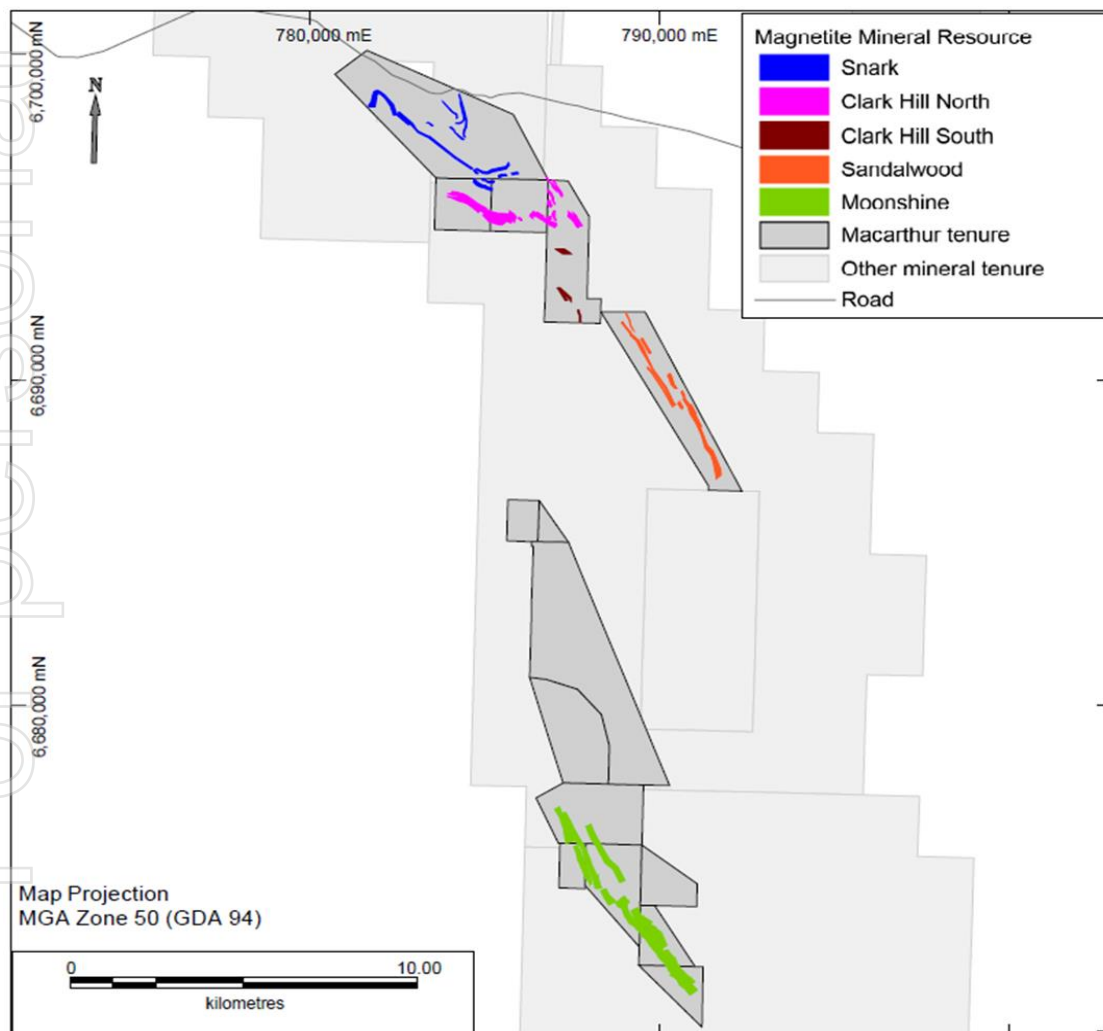 780,000 mE
790,000 mE
6,700,000 mN
N
Magnetite Mineral Resource
Snark
Clark Hill North
Clark Hill South
Sandalwood
Moonshine
Macarthur tenure
Other mineral tenure
Road
6,690,000 mN
6,680,000 mN
Map Projection
MGA Zone 50 (GDA 94)
0 10.00
kilometres